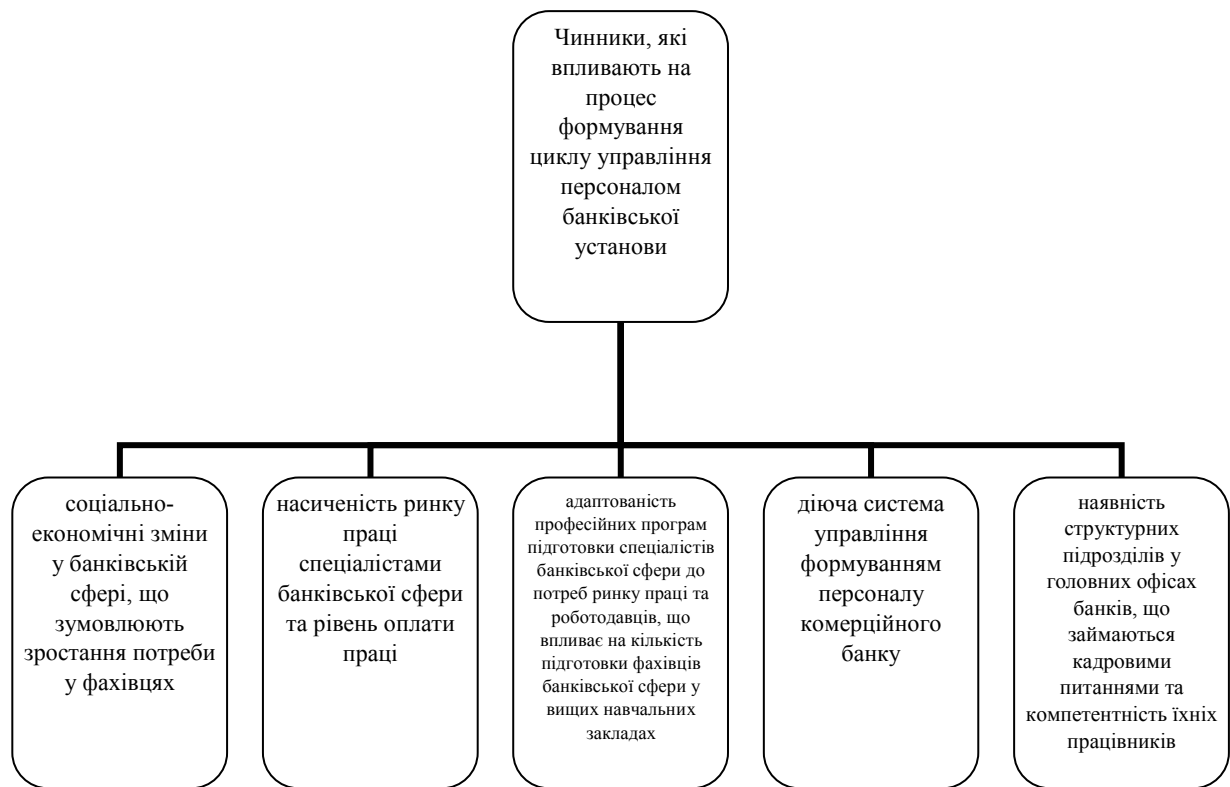 Чинники, які
впливають на
процес
формування
циклу управління
персоналом
банківської
установи
соціально-
економічні зміни
у банківській
сфері, що
зумовлюють
зростання потреби
у фахівцях
насиченість ринку
праці
спеціалістами
банківської сфери
та рівень оплати
праці
адаптованість
професійних програм
підготовки спеціалістів
банківської сфери до
потреб ринку праці та
роботодавців, що
впливає на кількість
підготовки фахівців
банківської сфери у
вищих навчальних
закладах
діюча система
управління
формуванням
персоналу
комерційного
банку
наявність
структурних
підрозділів у
головних офісах
банків, що
займаються
кадровими
питаннями та
компетентність їхніх
працівників